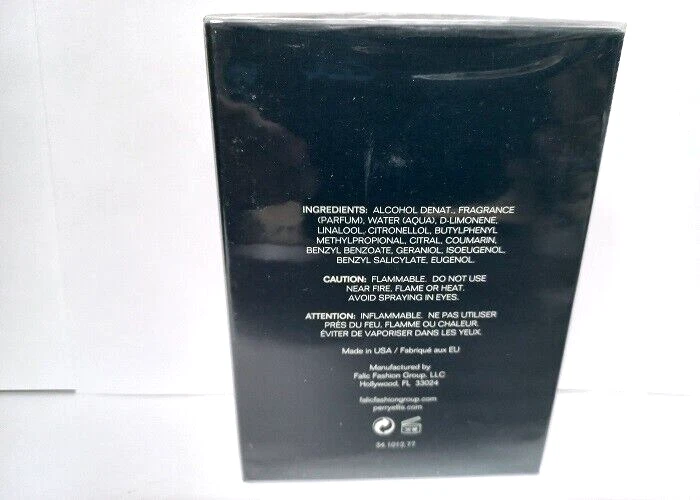 INGREDIENTS: ALCOHOL DENAT., FRAGRANCE
(PARFUM), WATER (AQUA), D-LIMONENE,
LINALOOL, CITRONELLOL, BUTYLPHENYL
METHYLPROPIONAL, CITRAL, COUMARIN,
BENZYL BENZOATE, GERANIOL, ISOEUGENOL,
BENZYL SALICYLATE, EUGENOL.
CAUTION: FLAMMABLE. DO NOT USE
NEAR FIRE, FLAME OR HEAT.
AVOID SPRAYING IN EYES.
ATTENTION: INFLAMMABLE. NE PAS UTILISER
PRÈS DU FEU, FLAMME OU CHALEUR.
ÉVITER DE VAPORISER DANS LES YEUX.
Made in USA / Fabriqué aux EU
Manufactured by
Falic Fashion Group, LLC
Hollywood, FL 33024
falicfashiongroup.com
perryellis.com
34.1012.77